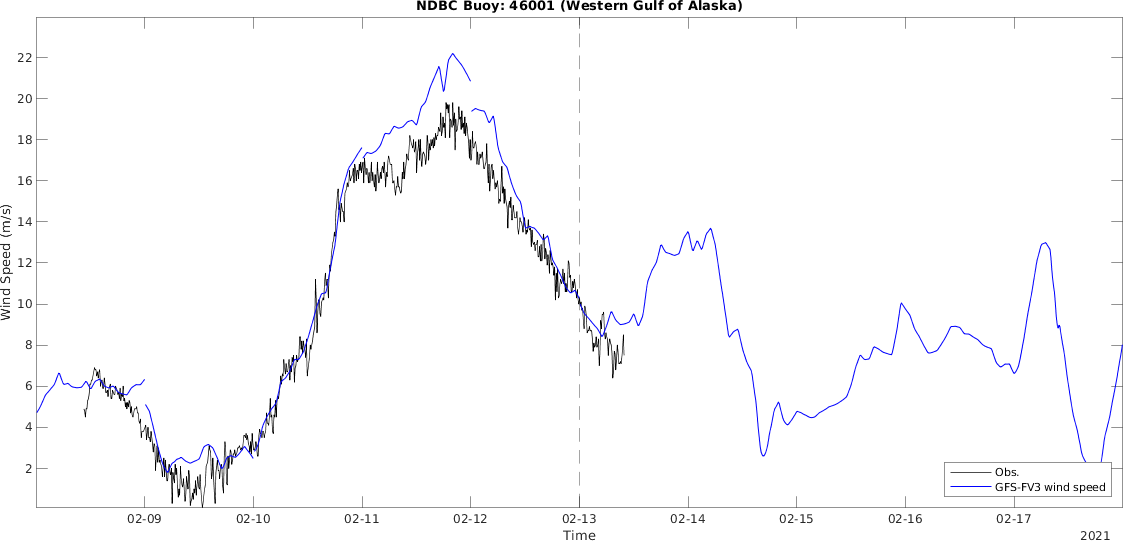 NDBC Buoy: 46001 (Western Gulf of Alaska)
Wind Speed (m/s)
22
20
18
16
14
12
10
8
6
4
2
02-09 02-10 02-11 02-12 02-13 02-14 02-15 02-16 02-17
Time
2021
Obs.
GFS-FV3 wind speed